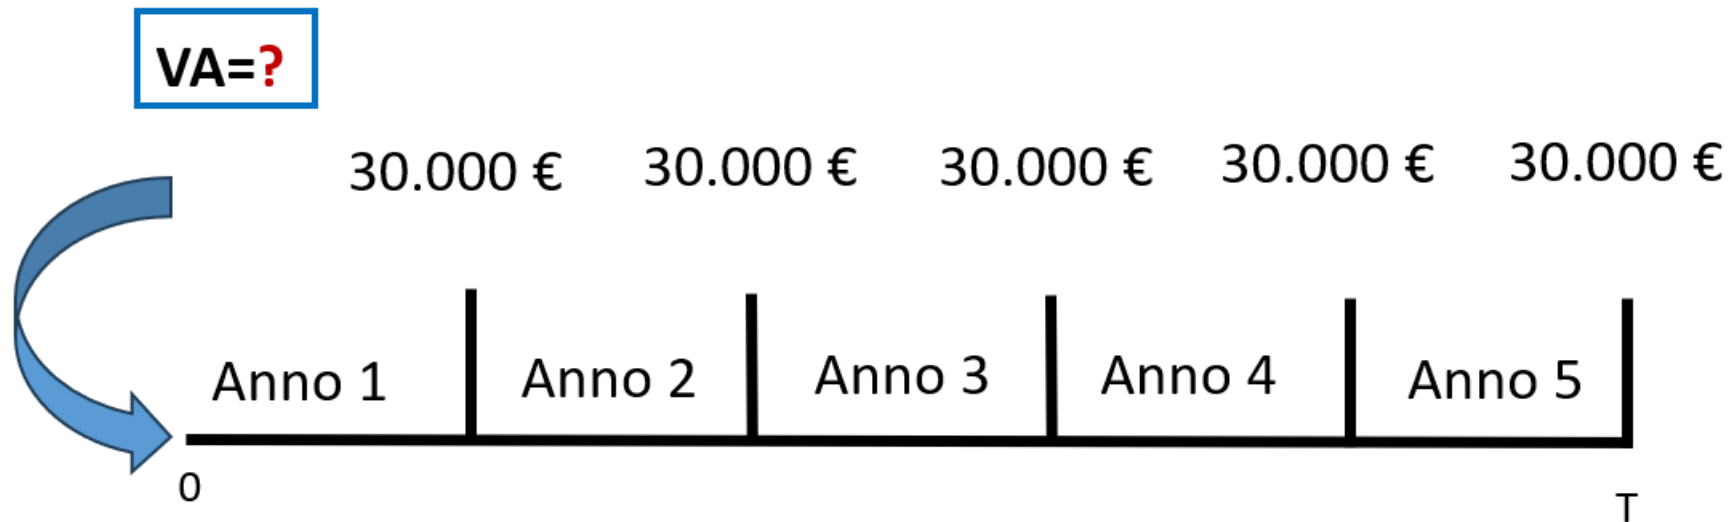 VA=?
30.000 € 30.000 € 30.000 € 30.000 € 30.000 €
Anno 1 Anno 2 Anno 3 Anno 4 Anno 5
0 T